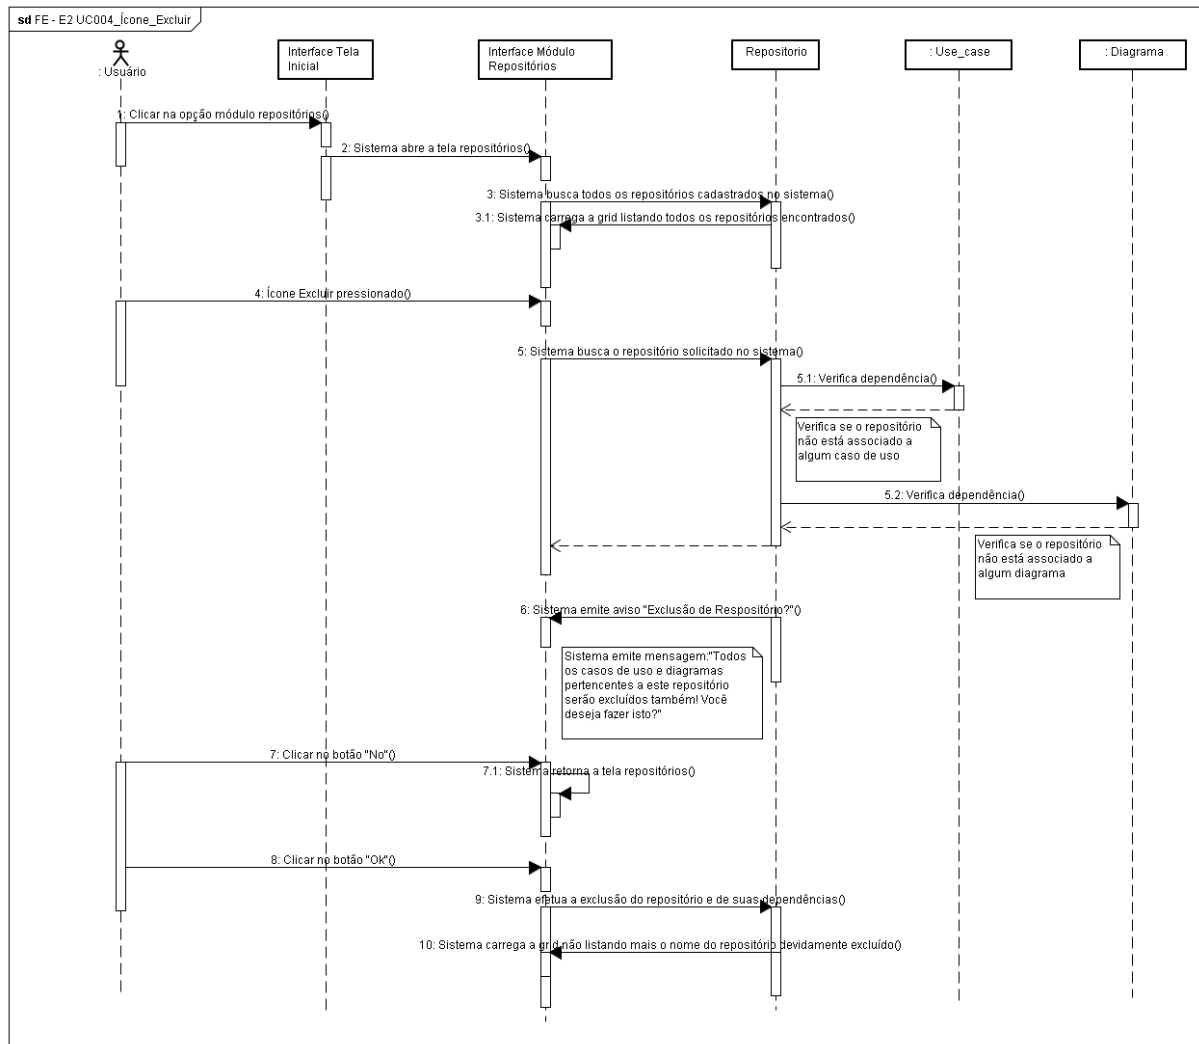 sd FE - E2 UC004_Ícone_Excluir
: Usuário
Interface Tela
Inicial
Interface Módulo
Repositórios
Repositorio
: Use_case
: Diagrama
1: Clicar na opção módulo repositórios()
2: Sistema abre a tela repositórios()
3: Sistema busca todos os repositórios cadastrados no sistema()
3.1: Sistema carrega a grid listando todos os repositórios encontrados()
4: Ícone Excluir pressionado()
5: Sistema busca o repositório solicitado no sistema()
5.1: Verifica dependência()
Verifica se o repositório
não está associado a
algum caso de uso
5.2: Verifica dependência()
Verifica se o repositório
não está associado a
algum diagrama
6: Sistema emite aviso "Exclusão de Respositório?"()
Sistema emite mensagem:"Todos
os casos de uso e diagramas
pertencentes a este repositório
serão excluídos também! Você
deseja fazer isto?"
7: Clicar no botão "No"()
7.1: Sistema retorna a tela repositórios()
8: Clicar no botão "Ok"()
9: Sistema efetua a exclusão do repositório e de suas dependências()
10: Sistema carrega a grid não listando mais o nome do repositório devidamente excluído()